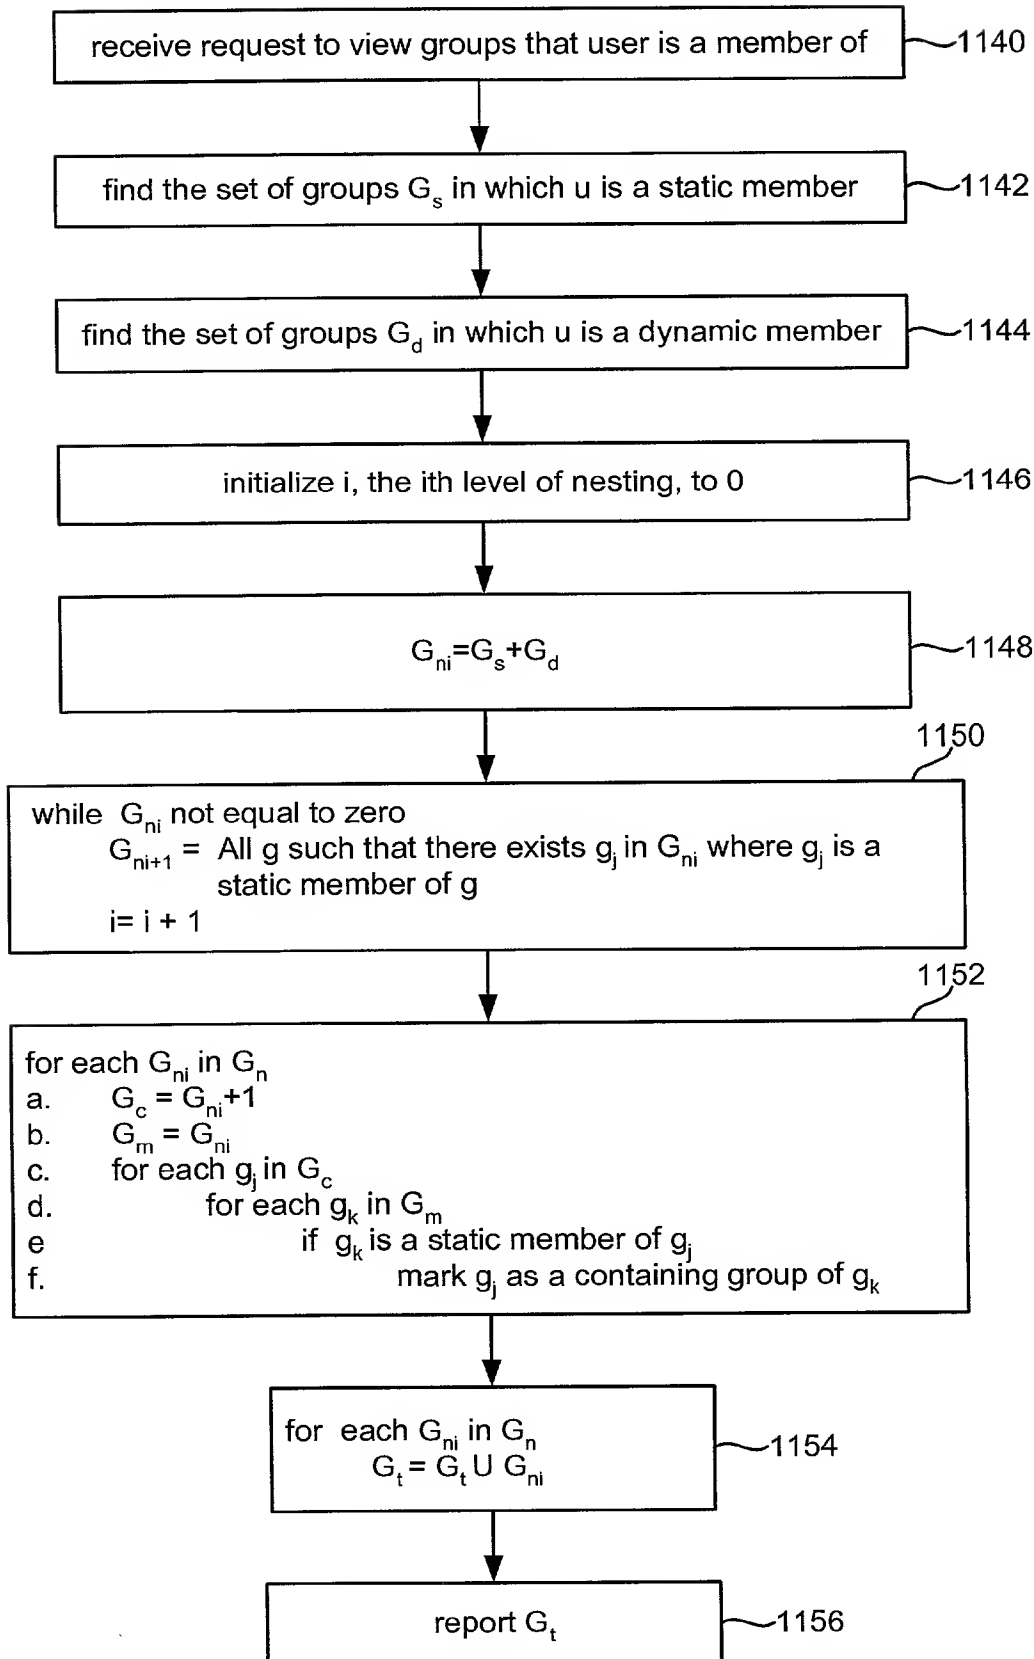 receive request to view groups that user is a member of
1140
find the set of groups Gs in which u is a static member
1142
find the set of groups Gd in which u is a dynamic member
1144
initialize i, the ith level of nesting, to 0
1146
Gni=Gs+Gd
1148
1150
while Gni not equal to zero
Gni+1 = All g such that there exists gj in Gni where gj is a
static member of g
i= i + 1
1152
for each Gni in Gn
a. Gc = Gni+1
b. Gm = Gni
c. for each gj in Gc
d. for each gk in Gm
e if gk is a static member of gj
f. mark gj as a containing group of gk
for each Gni in Gn
Gt = Gt U Gni
1154
report Gt
1156